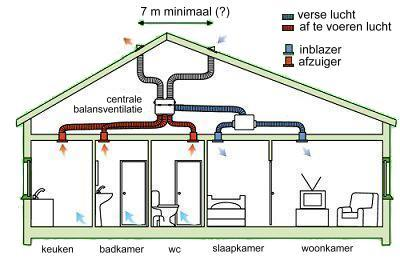 7 m minimaal (?)
verse lucht
af te voeren lucht
inblazer
afzuiger
centrale
balansventilatie
keuken
badkamer
wc
slaapkamer
woonkamer